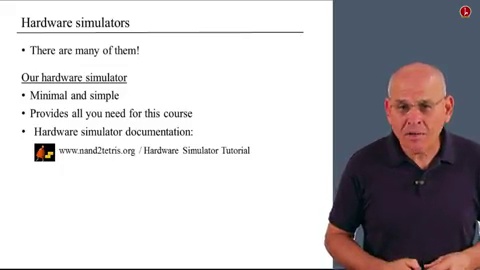 Hardware simulators
• There are many of them!
Our hardware simulator
• Minimal and simple
• Provides all you need for this course
• Hardware simulator documentation:
www.nand2tetris.org / Hardware Simulator Tutorial